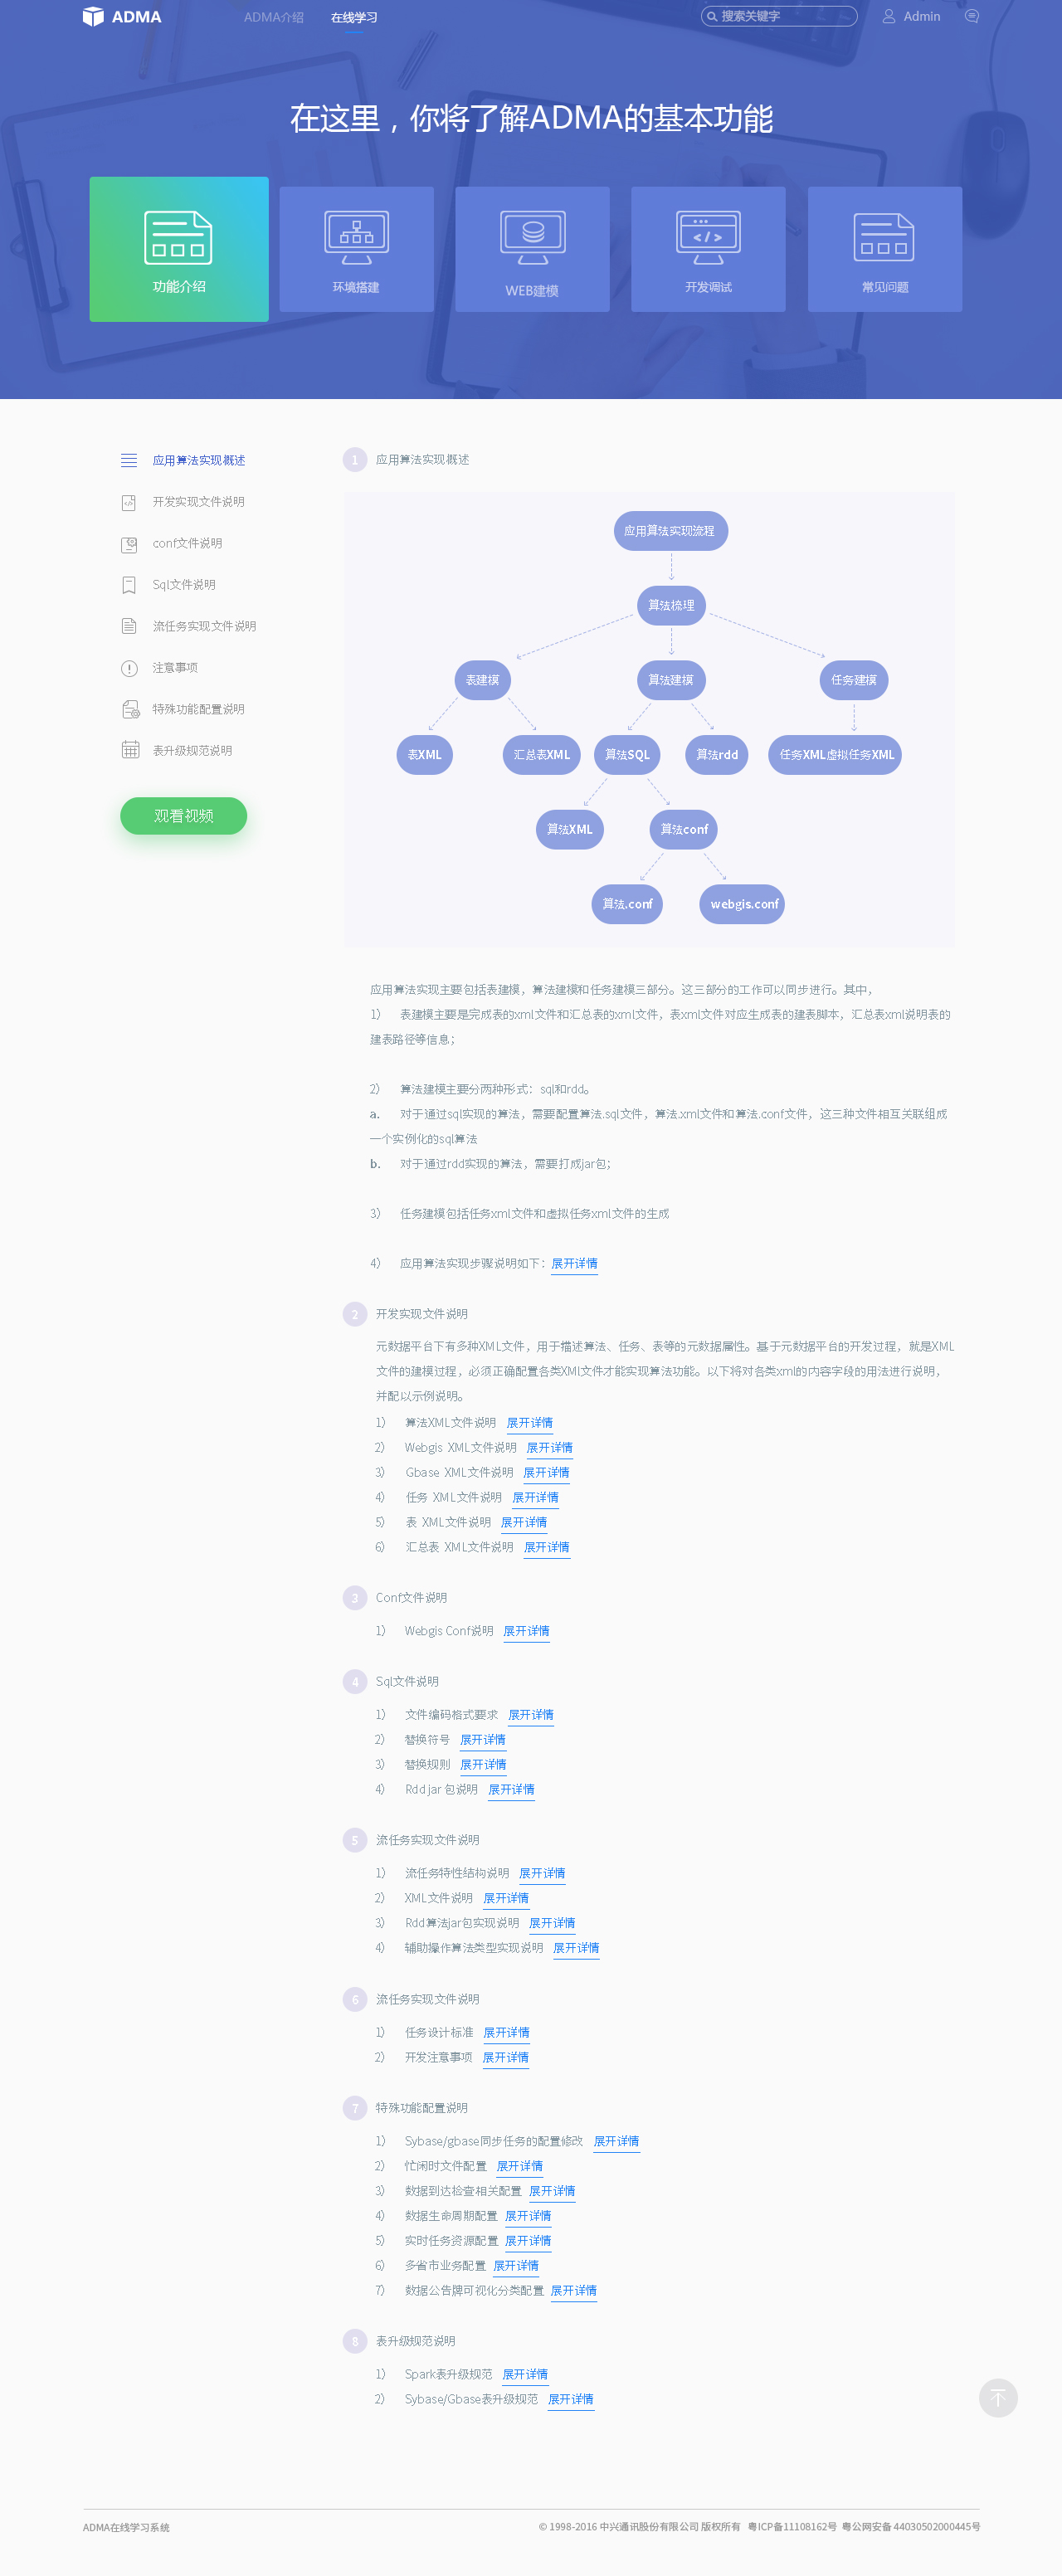 ADMA ADMA介绍 在线学习 搜索关键字 Admin
在这里，你将了解ADMA的基本功能
功能介绍 环境搭建 WEB建模 开发调试 常见问题
应用算法实现概述
开发实现文件说明
conf文件说明
Sql文件说明
流任务实现文件说明
注意事项
特殊功能配置说明
表升级规范说明
观看视频
1 应用算法实现概述
应用算法实现流程
算法梳理
表建模 算法建模 任务建模
表XML 汇总表XML 算法SQL 算法rdd 任务XML虚拟任务XML
算法XML 算法conf
算法.conf webgis.conf
应用算法实现主要包括表建模，算法建模和任务建模三部分。这三部分的工作可以同步进行。其中，
1） 表建模主要是完成表的xml文件和汇总表的xml文件，表xml文件对应生成表的建表脚本，汇总表xml说明表的
建表路径等信息；
2） 算法建模主要分两种形式：sql和rdd。
a. 对于通过sql实现的算法，需要配置算法.sql文件，算法.xml文件和算法.conf文件，这三种文件相互关联组成
一个实例化的sql算法
b. 对于通过rdd实现的算法，需要打成jar包；
3） 任务建模包括任务xml文件和虚拟任务xml文件的生成
4） 应用算法实现步骤说明如下：展开详情
2 开发实现文件说明
元数据平台下有多种XML文件，用于描述算法、任务、表等的元数据属性。基于元数据平台的开发过程，就是XML
文件的建模过程，必须正确配置各类XMl文件才能实现算法功能。以下将对各类xml的内容字段的用法进行说明，
并配以示例说明。
1） 算法XML文件说明 展开详情
2） Webgis XML文件说明 展开详情
3） Gbase XML文件说明 展开详情
4） 任务 XML文件说明 展开详情
5） 表 XML文件说明 展开详情
6） 汇总表 XML文件说明 展开详情
3 Conf文件说明
1） Webgis Conf说明 展开详情
4 Sql文件说明
1） 文件编码格式要求 展开详情
2） 替换符号 展开详情
3） 替换规则 展开详情
4） Rdd jar 包说明 展开详情
5 流任务实现文件说明
1） 流任务特性结构说明 展开详情
2） XML文件说明 展开详情
3） Rdd算法jar包实现说明 展开详情
4） 辅助操作算法类型实现说明 展开详情
6 流任务实现文件说明
1） 任务设计标准 展开详情
2） 开发注意事项 展开详情
7 特殊功能配置说明
1） Sybase/gbase同步任务的配置修改 展开详情
2） 忙闲时文件配置 展开详情
3） 数据到达检查相关配置 展开详情
4） 数据生命周期配置 展开详情
5） 实时任务资源配置 展开详情
6） 多省市业务配置 展开详情
7） 数据公告牌可视化分类配置 展开详情
8 表升级规范说明
1） Spark表升级规范 展开详情
2） Sybase/Gbase表升级规范 展开详情
ADMA在线学习系统 © 1998-2016 中兴通讯股份有限公司 版权所有 粤ICP备11108162号 粤公网安备 44030502000445号